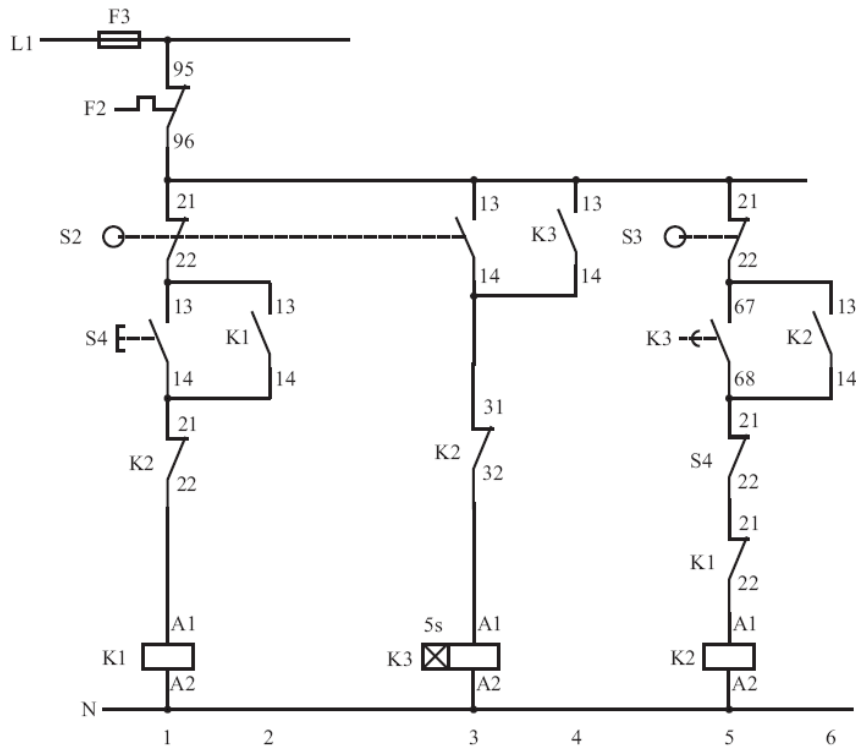 F3
L1
95
F2
96
21 13 13 21
S2 K3 S3
22 14 14 22
13 13 67 13
S4 K1 K3 K2
14 14 68 14
21 31 21
K2 K2 S4
22 32 22
21
K1
22
A1 5s A1 A1
K1 K3 K2
A2 A2 A2
N
1 2 3 4 5 6